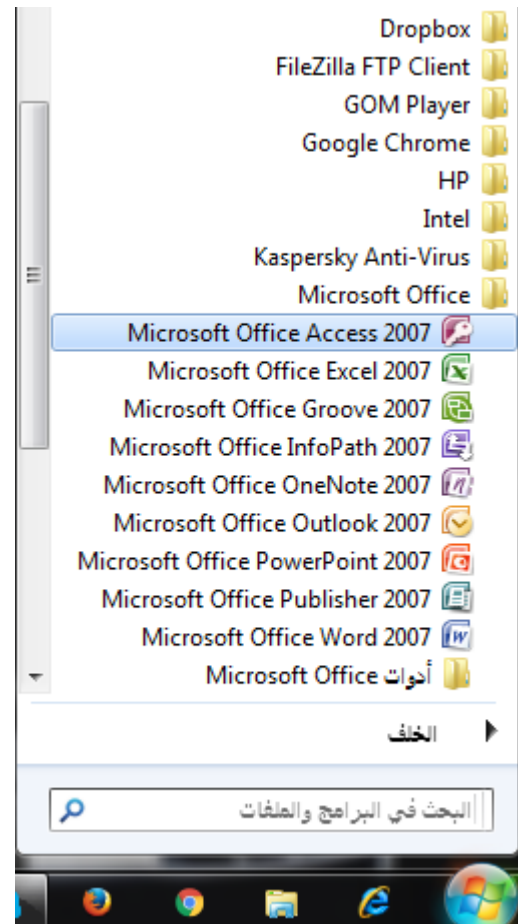 Dropbox
FileZilla FTP Client
GOM Player
Google Chrome
HP
Intel
Kaspersky Anti-Virus
Microsoft Office
Microsoft Office Access 2007
Microsoft Office Excel 2007
Microsoft Office Groove 2007
Microsoft Office InfoPath 2007
Microsoft Office OneNote 2007
Microsoft Office Outlook 2007
Microsoft Office PowerPoint 2007
Microsoft Office Publisher 2007
Microsoft Office Word 2007
أدوات Microsoft Office
الخلف
البحث في البرامج والملفات